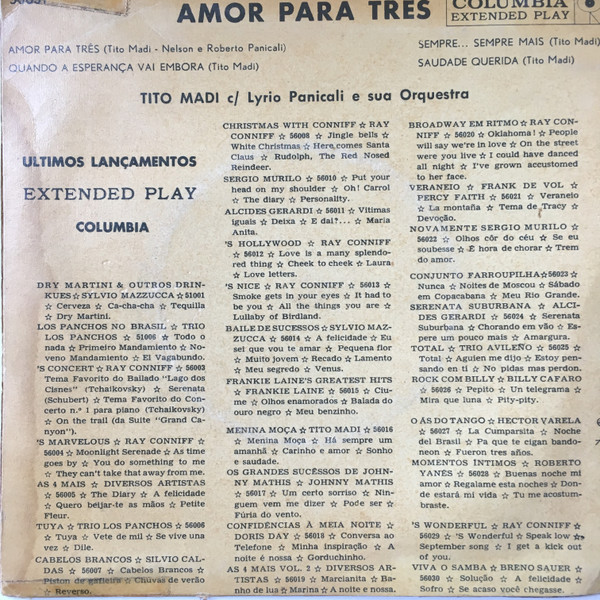 AMOR PARA TRES
COLUMBIA
EXTENDED PLAY
AMOR PARA TRÊS (Tito Madi - Nelson e Roberto Panicali)
QUANDO A ESPERANÇA VAI EMBORA (Tito Madi)
SEMPRE... SEMPRE MAIS (Tito Madi)
SAUDADE QUERIDA (Tito Madi)
TITO MADI c/ Lyrio Panicali e sua Orquestra
ULTIMOS LANÇAMENTOS
EXTENDED PLAY
COLUMBIA
DRY MARTINI & OUTROS DRIN-
KUES☆SYLVIO MAZZUCCA☆51001
☆ Cerveza ☆ Ca-cha-cha ☆ Tequilla
☆ Dry Martini.
LOS PANCHOS NO BRASIL ☆ TRIO
LOS PANCHOS ☆ 51006 ☆ Todo o
nada ☆ Primero Mandamiento ☆ No-
veno Mandamiento ☆ El Vagabundo.
'S CONCERT ☆ RAY CONNIFF ☆ 56003
Tema Favorito do Bailado "Lago dos
Cisnes" (Tchaikovsky) ☆ Serenata
(Schubert) ☆ Tema Favorito do Con-
certo n.º 1 para piano (Tchaikovsky)
☆ On the trail (da Suite "Grand Ca-
nyon").
'S MARVELOUS ☆ RAY CONNIFF ☆
56004 ☆ Moonlight Serenade ☆ As time
goes by ☆ You do something to me
☆ They can't take that away from me.
AS 4 MAIS ☆ DIVERSOS ARTISTAS
☆ 56005 ☆ The Diary ☆ A felicidade
☆ Quero beijar-te as mãos ☆ Petite
Fleur.
TUYA ☆ TRIO LOS PANCHOS ☆ 56006
☆ Tuya ☆ Vete de mil ☆ Se vive una
vez ☆ Dile.
CABELOS BRANCOS ☆ SILVIO CAL-
DAS ☆ 56007 ☆ Cabelos Brancos ☆
Piston de gafieira ☆ Chuvas de verão
☆ Reverso.
CHRISTMAS WITH CONNIFF ☆ RAY
CONNIFF ☆ 56008 ☆ Jingle bells ☆
White Christmas ☆ Here comes Santa
Claus ☆ Rudolph, The Red Nosed
Reindeer.
SERGIO MURILO ☆ 56010 ☆ Put your
head on my shoulder ☆ Oh! Carrol
☆ The diary ☆ Personality.
ALCIDES GERARDI ☆ 56011 ☆ Vitimas
iguais ☆ Deixa ☆ E daí?... ☆ Maria
Anita.
'S HOLLYWOOD ☆ RAY CONNIFF ☆
56012 ☆ Love is a many splendo-
red thing ☆ Cheek to cheek ☆ Laura
☆ Love letters.
'S NICE ☆ RAY CONNIFF ☆ 56013 ☆
Smoke gets in your eyes ☆ It had to
be you ☆ All the things you are ☆
Lullaby of Birdland.
BAILE DE SUCESSOS ☆ SYLVIO MAZ-
ZUCCA ☆ 56014 ☆ A felicidade ☆ Eu
sei que vou te amar ☆ Pequena flor
☆ Muito jovem ☆ Recado ☆ Lamento
☆ Meu segredo ☆ Venus.
FRANKIE LAINE'S GREATEST HITS
☆ FRANKIE LAINE ☆ 56015 ☆ Ciu-
me ☆ Olhos enamorados ☆ Balada do
ouro negro ☆ Meu benzinho.
MENINA MOÇA ☆ TITO MADI ☆ 56016
☆ Menina Moça ☆ Há sempre um
amanhã ☆ Carinho e amor ☆ Sonho
e saudade.
OS GRANDES SUCÉSSOS DE JOHN-
NY MATHIS ☆ JOHNNY MATHIS
☆ 56017 ☆ Um certo sorriso ☆ Nin-
guem vem me dizer ☆ Pode ser ☆
Fúria do vento.
CONFIDÊNCIAS À MEIA NOITE ☆
DORIS DAY ☆ 56018 ☆ Conversa ao
Telefone ☆ Minha inspiração ☆ A
noite é nossa ☆ Gorduchinho.
AS 4 MAIS VOL. 2 ☆ DIVERSOS AR-
TISTAS ☆ 56019 ☆ Marcianita ☆ Ba-
nho de lua ☆ Marina ☆ A noite e nossa.
BROADWAY EM RITMO ☆ RAY CON-
NIFF ☆ 56020 ☆ Oklahoma! ☆ People
will say we're in love ☆ On the street
were you live ☆ I could have danced
all night ☆ I've grown accustomed
to her face.
VERANEIO ☆ FRANK DE VOL ☆
PERCY FAITH ☆ 56021 ☆ Veraneio
☆ La montaña ☆ Tema de Tracy ☆
Devoção.
NOVAMENTE SERGIO MURILO ☆
56022 ☆ Olhos côr do céu ☆ Se eu
soubesse ☆ É hora de chorar ☆ Trem
do amor.
CONJUNTO FARROUPILHA☆56023☆
☆ Nunca ☆ Noites de Moscou ☆ Sábado
em Copacabana ☆ Meu Rio Grande.
SERENATA SUBURBANA ☆ ALCI-
DES GERARDI ☆ 56024 ☆ Serenata
Suburbana ☆ Chorando em vão ☆ Es-
pere um pouco mais ☆ Amargura.
TOTAL ☆ TRIO AVILEÑO ☆ 56025 ☆
Total ☆ Aguien me dijo ☆ Estoy pen-
sando en ti ☆ No pidas mas perdon.
ROCK COM BILLY ☆ BILLY CAFARO
☆ 56026 ☆ Pepito ☆ Un telegrama ☆
Mira que luna ☆ Pity-pity.
O ÁS DO TANGO ☆ HECTOR VARELA
☆ 56027 ☆ La Cumparsita ☆ Noche
del Brasil ☆ Pa que te cigan bando-
neon ☆ Fueron tres años.
MOMENTOS ÍNTIMOS ☆ ROBERTO
YANÉS ☆ 56028 ☆ Buenas noche mi
amor ☆ Regalame esta noches ☆ Don-
de estará mi vida ☆ Tu me acostum-
braste.
'S WONDERFUL ☆ RAY CONNIFF ☆
56029 ☆ 'S Wonderful ☆ Speak low ☆
September song ☆ I get a kick out
of you.
VIVA O SAMBA ☆ BRENO SAUER ☆
56030 ☆ Solução ☆ A felicidade ☆
Sofro ☆ Se acaso você chegasse.